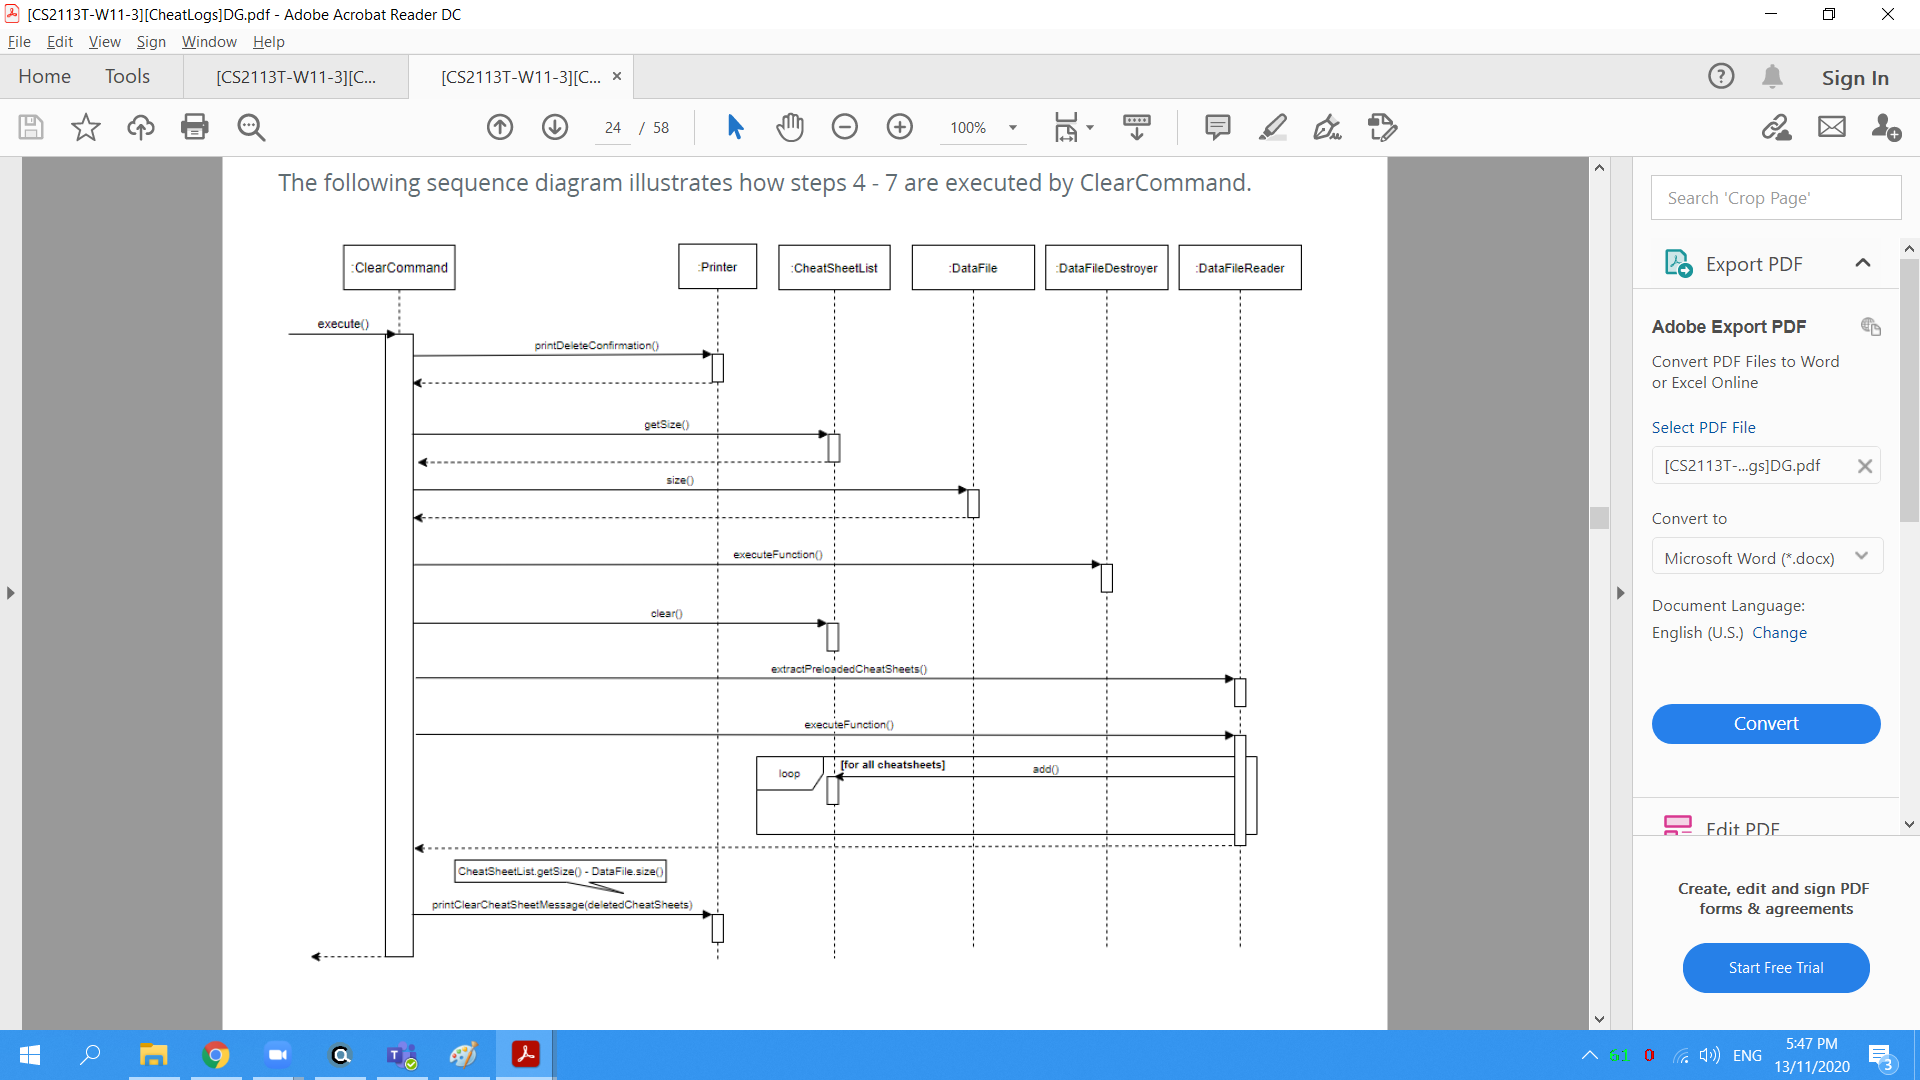 [CS2113T-W11-3][CheatLogs]DG.pdf - Adobe Acrobat Reader DC
File Edit View Sign Window Help
Home Tools [CS2113T-W11-3][C... [CS2113T-W11-3][C... × Sign In
24 / 58 100%
The following sequence diagram illustrates how steps 4 - 7 are executed by ClearCommand.
:ClearCommand :Printer :CheatSheetList :DataFile :DataFileDestroyer :DataFileReader
execute()
printDeleteConfirmation()
getSize()
size()
executeFunction()
clear()
extractPreloadedCheatSheets()
executeFunction()
loop [for all cheatsheets] add()
CheatSheetList.getSize() - DataFile.size()
printClearCheatSheetMessage(deletedCheatSheets)
Search 'Crop Page'
Export PDF
Adobe Export PDF
Convert PDF Files to Word
or Excel Online
Select PDF File
[CS2113T-...gs]DG.pdf
Convert to
Microsoft Word (*.docx)
Document Language:
English (U.S.) Change
Convert
Edit PDF
Create, edit and sign PDF
forms & agreements
Start Free Trial
61 0 ENG
5:47 PM
13/11/2020
3